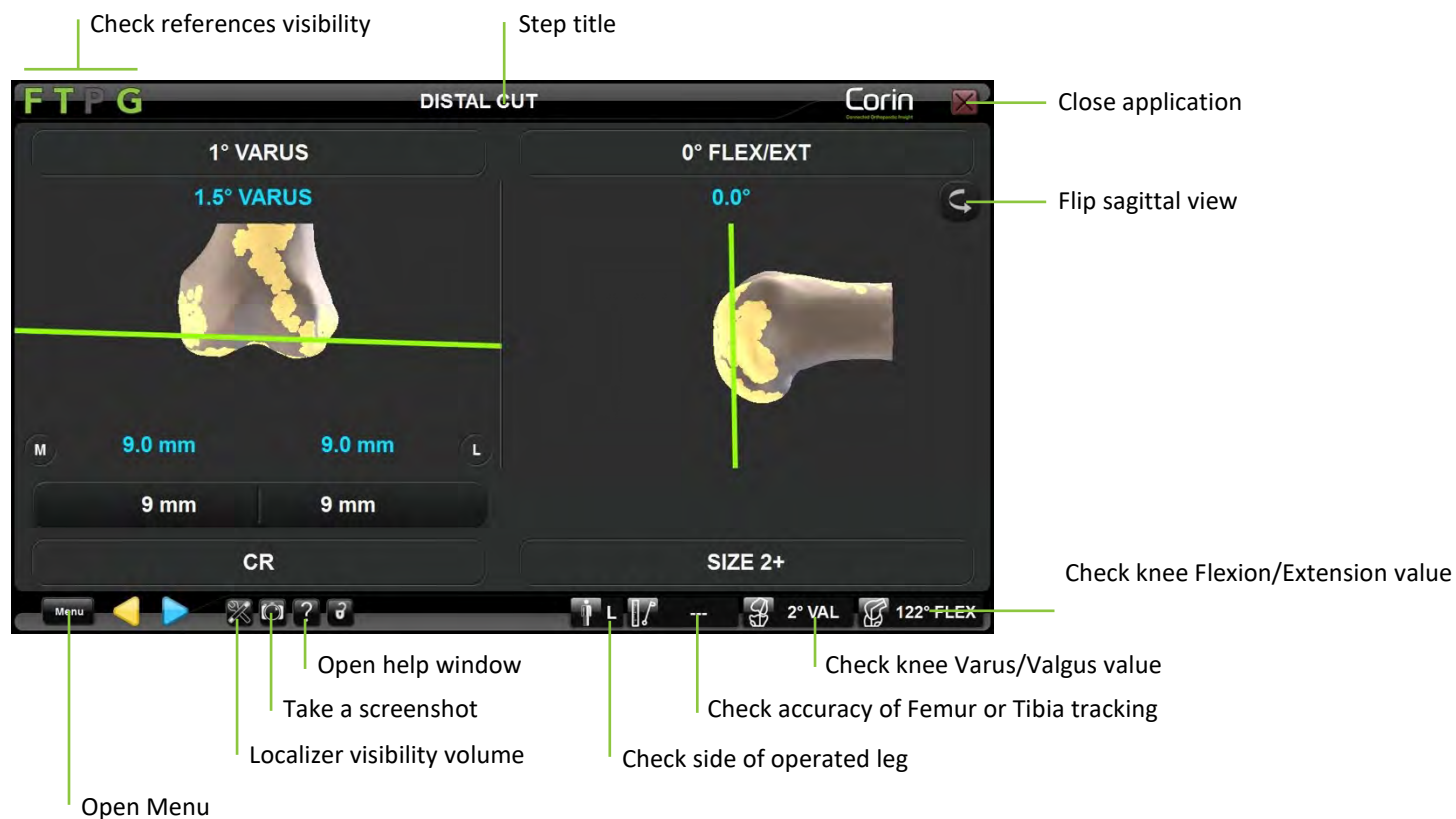 Check references visibility
Step title
F T P G
DISTAL CUT
Corin
Connected Orthopaedic Insight
Close application
1° VARUS
0° FLEX/EXT
1.5° VARUS
0.0°
Flip sagittal view
M
9.0 mm
9.0 mm
L
9 mm
9 mm
CR
SIZE 2+
Check knee Flexion/Extension value
Menu
?
L
---
2° VAL
122° FLEX
Open help window
Check knee Varus/Valgus value
Take a screenshot
Check accuracy of Femur or Tibia tracking
Localizer visibility volume
Check side of operated leg
Open Menu